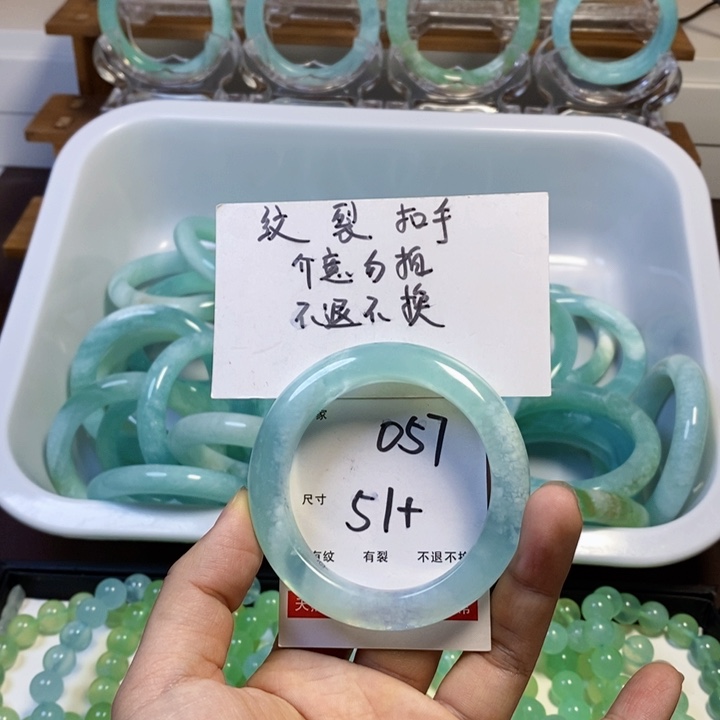 纹 裂 扣手
介意勿拍
不退不换
家
057
尺寸
51+
有纹 有裂 不退不换